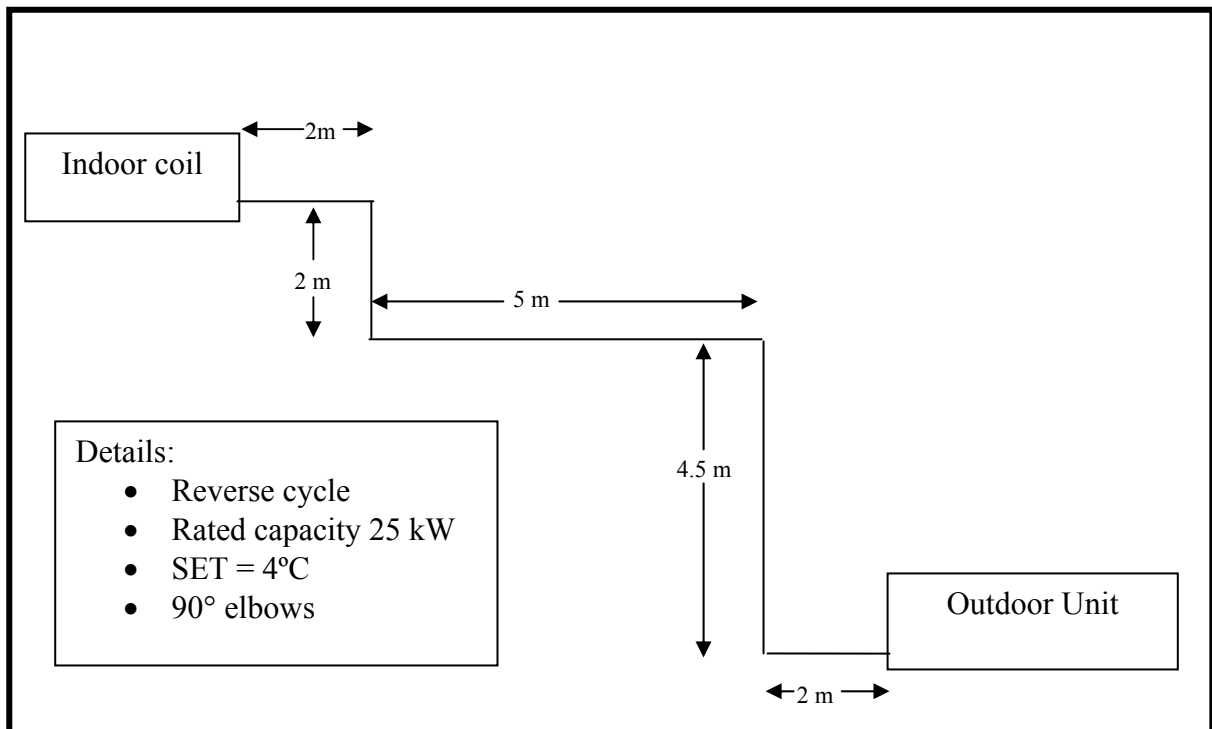 2m
Indoor coil
2 m
5 m
Details:
• Reverse cycle
• Rated capacity 25 kW
• SET = 4ºC
• 90° elbows
4.5 m
Outdoor Unit
2 m